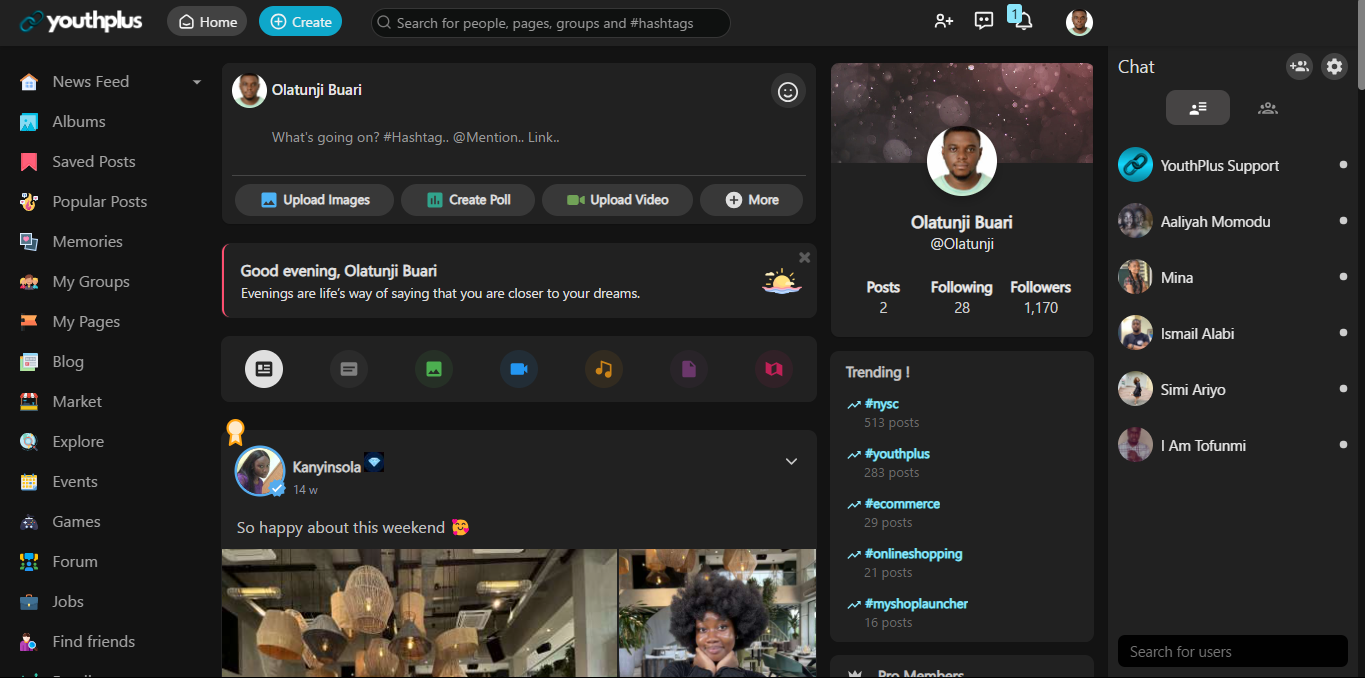 youthplus
Home
Create
Search for people, pages, groups and #hashtags
1
News Feed
Albums
Saved Posts
Popular Posts
Memories
My Groups
My Pages
Blog
Market
Explore
Events
Games
Forum
Jobs
Find friends
Olatunji Buari
What's going on? #Hashtag.. @Mention.. Link..
Upload Images
Create Poll
Upload Video
More
Good evening, Olatunji Buari
Evenings are life's way of saying that you are closer to your dreams.
Kanyinsola
14 w
So happy about this weekend 🥰
Olatunji Buari
@Olatunji
Posts Following Followers
2 28 1,170
Trending !
#nysc
513 posts
#youthplus
283 posts
#ecommerce
29 posts
#onlineshopping
21 posts
#myshoplauncher
16 posts
Pro Members
Chat
YouthPlus Support
Aaliyah Momodu
Mina
Ismail Alabi
Simi Ariyo
I Am Tofunmi
Search for users